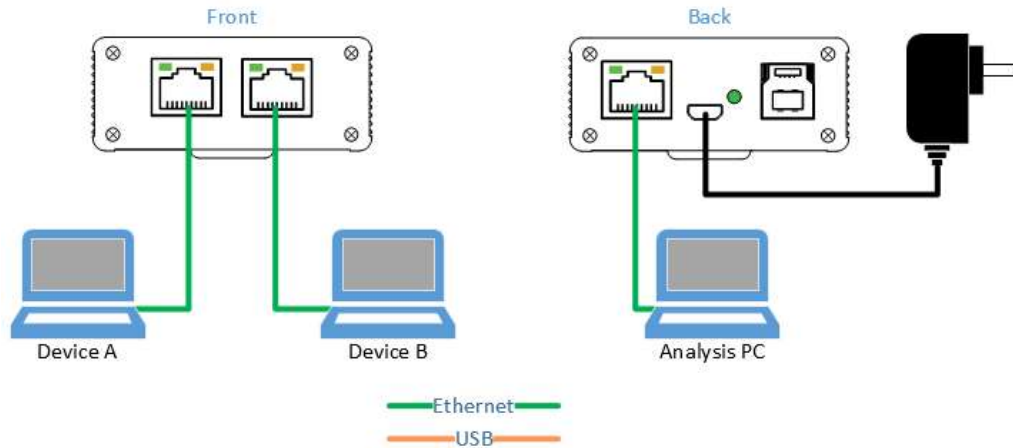 Front
Back
Device A
Device B
Analysis PC
Ethernet
USB